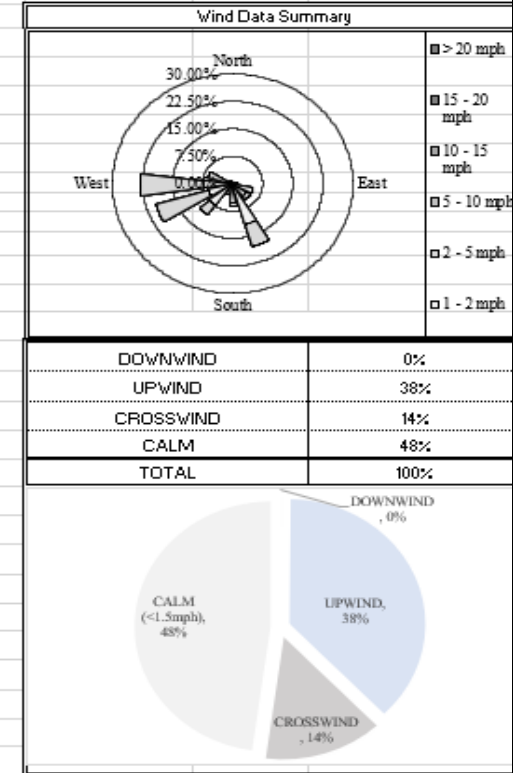 Wind Data Summary
North
30.00%
22.50%
15.00%
7.50%
0.00%
West
East
South
> 20 mph
15 - 20
mph
10 - 15
mph
5 - 10 mph
2 - 5 mph
1 - 2 mph
DOWNWIND 0%
UPWIND 38%
CROSSWIND 14%
CALM 48%
TOTAL 100%
DOWNWIND
, 0%
CALM
(<1.5mph),
48%
UPWIND,
38%
CROSSWIND
, 14%